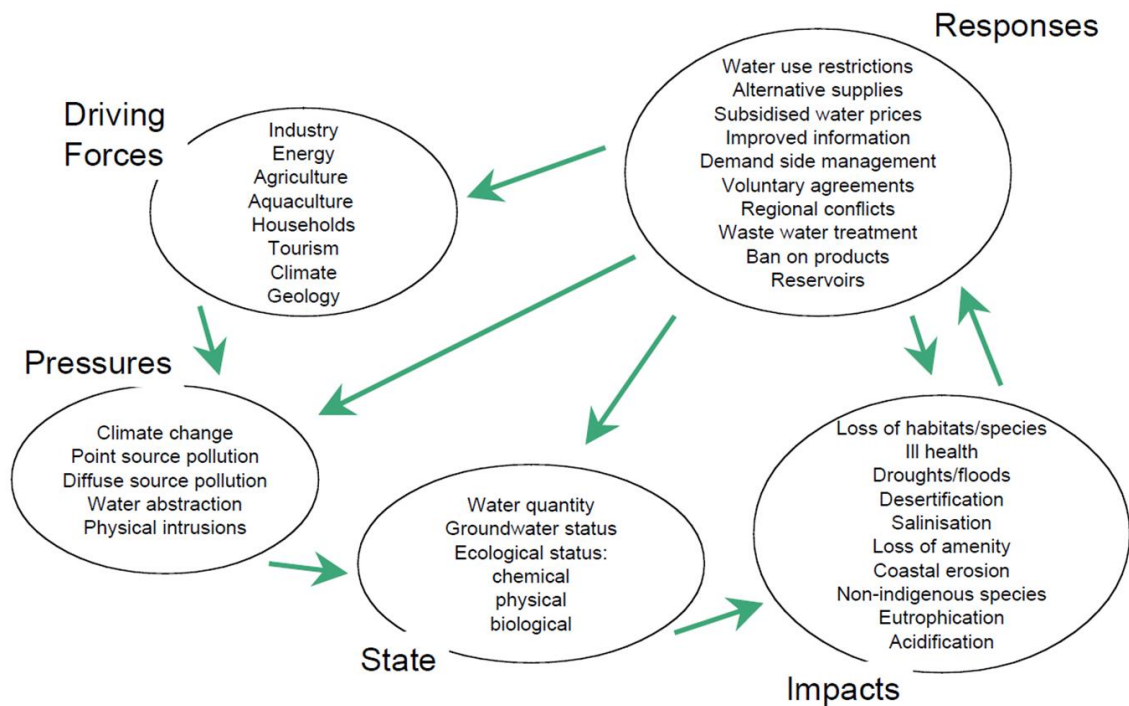 Responses
Water use restrictions
Alternative supplies
Subsidised water prices
Improved information
Demand side management
Voluntary agreements
Regional conflicts
Waste water treatment
Ban on products
Reservoirs
Driving
Forces
Industry
Energy
Agriculture
Aquaculture
Households
Tourism
Climate
Geology
Pressures
Climate change
Point source pollution
Diffuse source pollution
Water abstraction
Physical intrusions
Water quantity
Groundwater status
Ecological status:
chemical
physical
biological
State
Loss of habitats/species
Ill health
Droughts/floods
Desertification
Salinisation
Loss of amenity
Coastal erosion
Non-indigenous species
Eutrophication
Acidification
Impacts